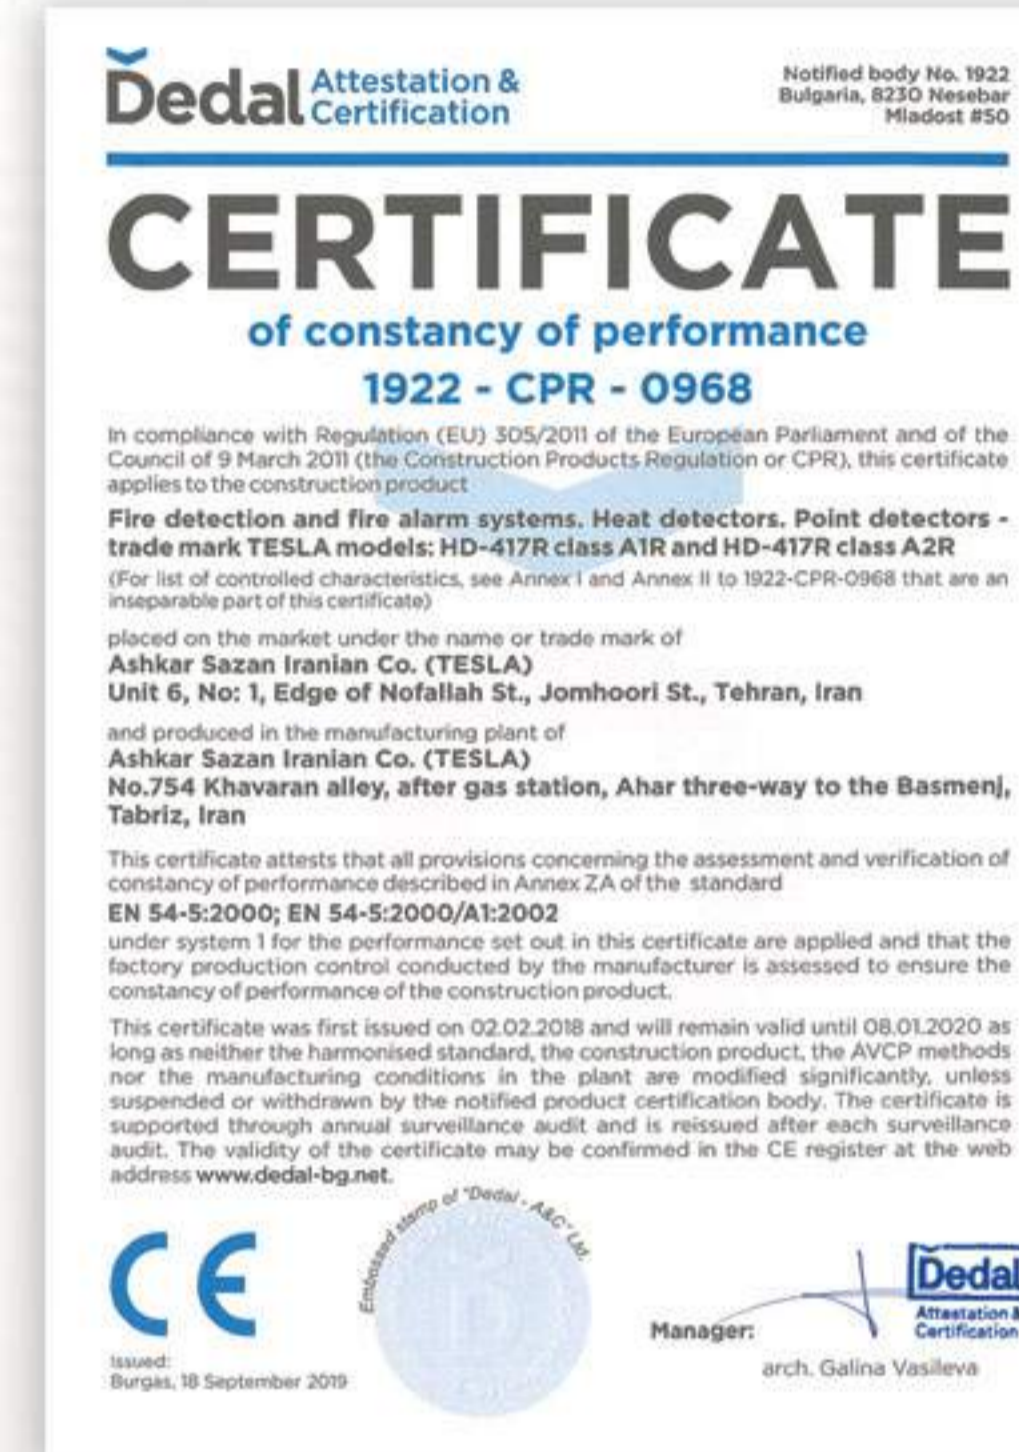 Dedal Attestation &
Certification
Notified body No. 1922
Bulgaria, 8230 Nesebar
Mladost #50
CERTIFICATE
of constancy of performance
1922 - CPR - 0968
In compliance with Regulation (EU) 305/2011 of the European Parliament and of the
Council of 9 March 2011 (the Construction Products Regulation or CPR), this certificate
applies to the construction product
Fire detection and fire alarm systems. Heat detectors. Point detectors -
trade mark TESLA models: HD-417R class A1R and HD-417R class A2R
(For list of controlled characteristics, see Annex I and Annex II to 1922-CPR-0968 that are an
inseparable part of this certificate)
placed on the market under the name or trade mark of
Ashkar Sazan Iranian Co. (TESLA)
Unit 6, No: 1, Edge of Nofallah St., Jomhoori St., Tehran, Iran
and produced in the manufacturing plant of
Ashkar Sazan Iranian Co. (TESLA)
No.754 Khavaran alley, after gas station, Ahar three-way to the Basmenj,
Tabriz, Iran
This certificate attests that all provisions concerning the assessment and verification of
constancy of performance described in Annex ZA of the standard
EN 54-5:2000; EN 54-5:2000/A1:2002
under system 1 for the performance set out in this certificate are applied and that the
factory production control conducted by the manufacturer is assessed to ensure the
constancy of performance of the construction product.
This certificate was first issued on 02.02.2018 and will remain valid until 08.01.2020 as
long as neither the harmonised standard, the construction product, the AVCP methods
nor the manufacturing conditions in the plant are modified significantly, unless
suspended or withdrawn by the notified product certification body. The certificate is
supported through annual surveillance audit and is reissued after each surveillance
audit. The validity of the certificate may be confirmed in the CE register at the web
address www.dedal-bg.net.
Embossed stamp of "Dedal - A&C" Ltd.
CE
Dedal
Attestation &
Certification
Manager:
arch. Galina Vasileva
Issued:
Burgas, 18 September 2019